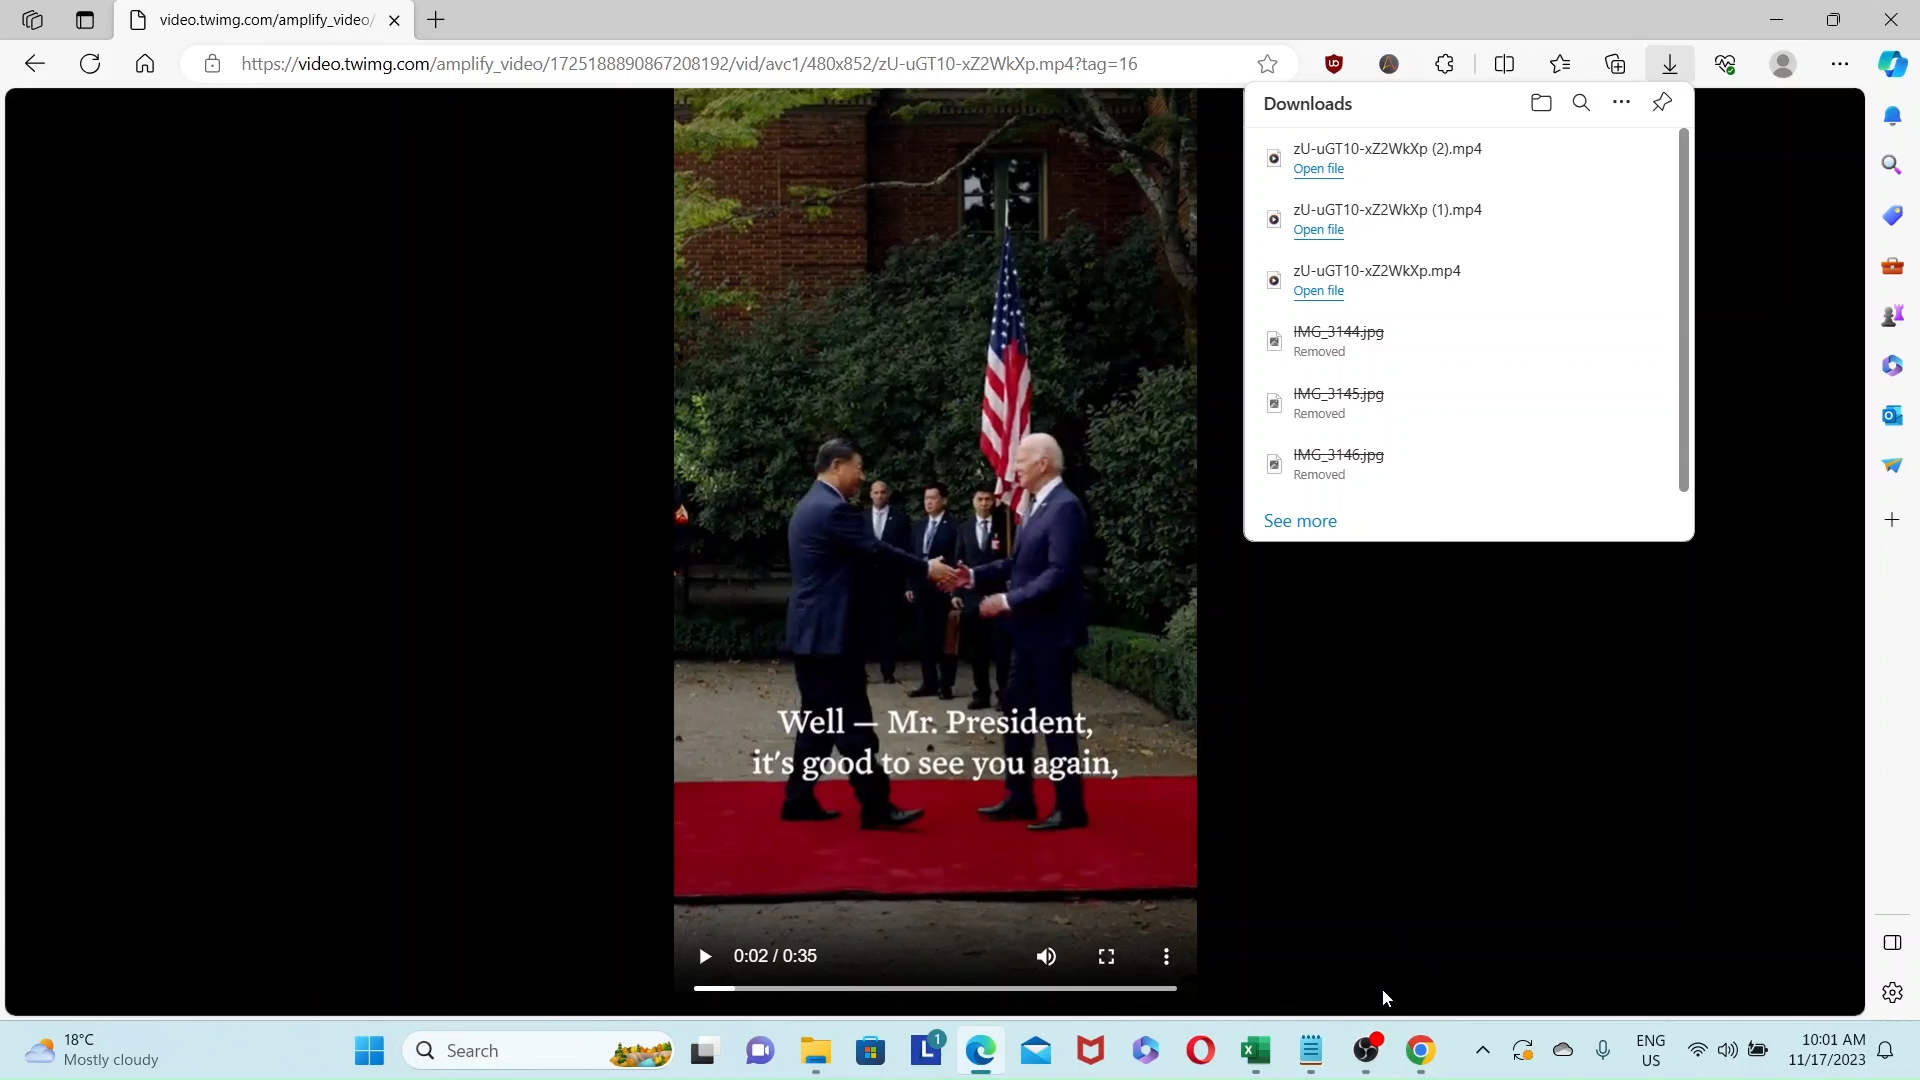 video.twimg.com/amplify_video/
https://video.twimg.com/amplify_video/1725188890867208192/vid/avc1/480x852/zU-uGT10-xZ2WkXp.mp4?tag=16
Downloads
zU-uGT10-xZ2WkXp (2).mp4
Open file
zU-uGT10-xZ2WkXp (1).mp4
Open file
zU-uGT10-xZ2WkXp.mp4
Open file
IMG_3144.jpg
Removed
IMG_3145.jpg
Removed
IMG_3146.jpg
Removed
See more
Well — Mr. President,
it's good to see you again,
0:02 / 0:35
18°C
Mostly cloudy
Search
L
1
ENG
US
10:01 AM
11/17/2023